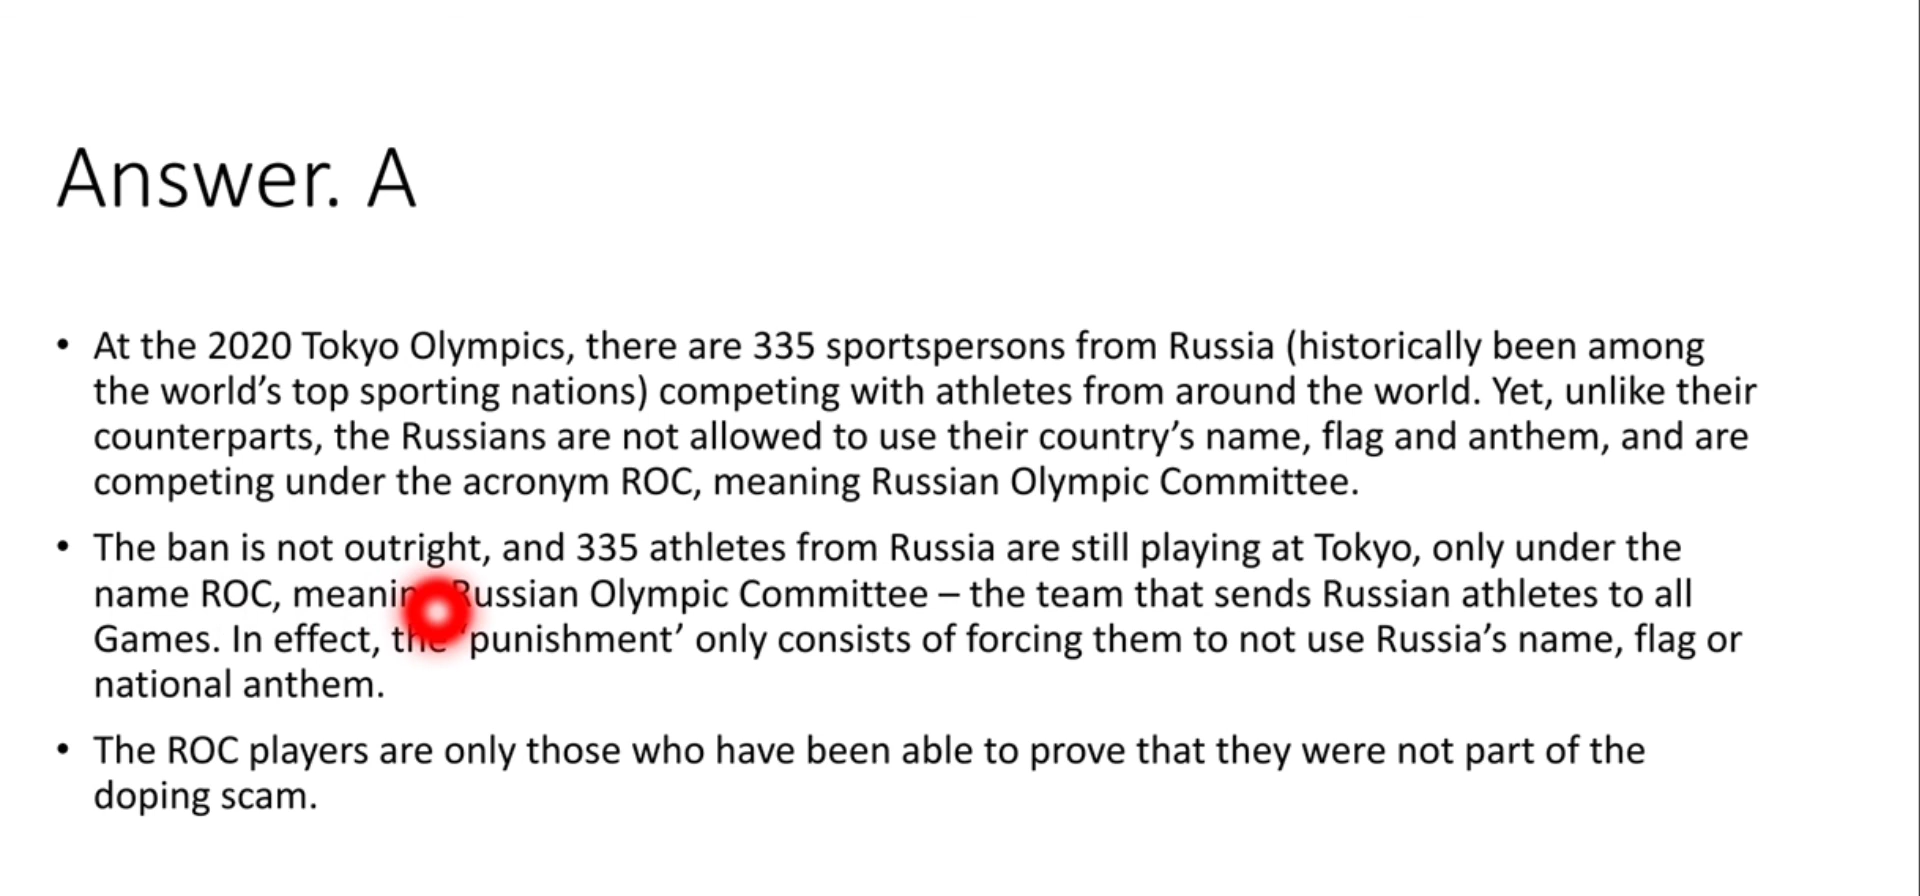 Answer. A
• At the 2020 Tokyo Olympics, there are 335 sportspersons from Russia (historically been among
the world’s top sporting nations) competing with athletes from around the world. Yet, unlike their
counterparts, the Russians are not allowed to use their country’s name, flag and anthem, and are
competing under the acronym ROC, meaning Russian Olympic Committee.
• The ban is not outright, and 335 athletes from Russia are still playing at Tokyo, only under the
name ROC, meaning Russian Olympic Committee – the team that sends Russian athletes to all
Games. In effect, the ‘punishment’ only consists of forcing them to not use Russia’s name, flag or
national anthem.
• The ROC players are only those who have been able to prove that they were not part of the
doping scam.